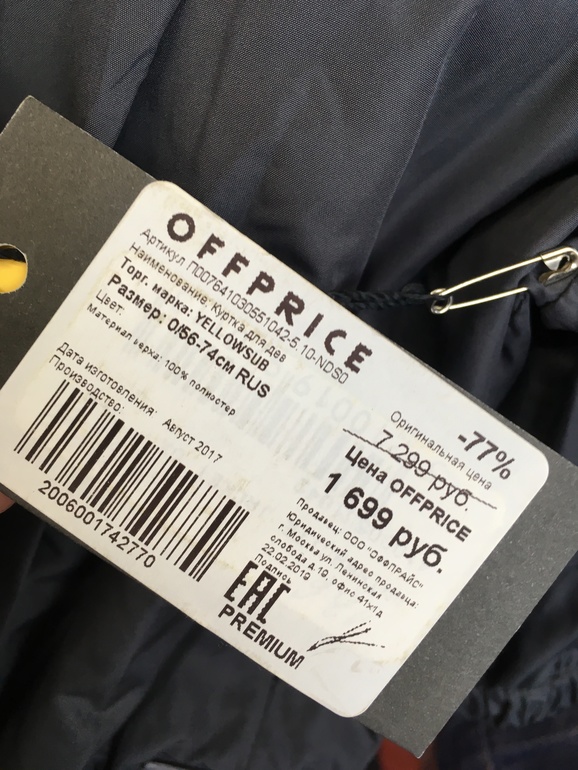 OFFPRICE
Артикул П00764103055​1042-5.10-NDS0
Наименование: Куртка для дев
Торг. марка: YELLOWSUB
Размер: 0/56-74см RUS
Цвет:
Материал верха: 100% полиэстер
Дата изготовления: Август 2017
Производство:
2006001742770
-77%
Оригинальная цена
7 299 руб.
Цена OFFPRICE
1 699 руб.
Продавец: ООО "ОФФПРАЙС"
Юридический адрес продавца:
г. Москва ул. Ленинская
слобода д.19, офис 41х1д
22.02.2019
Подпись
EAC
PREMIUM